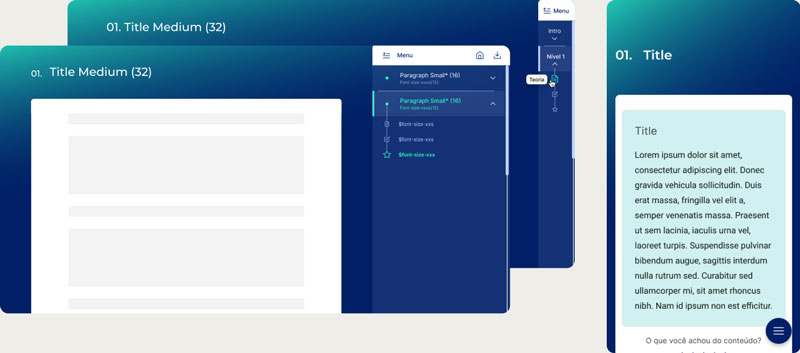 01. Title Medium (32)
Menu
Intro
Nível 1
Teoria
01. Title Medium (32)
Menu
Paragraph Small* (16)
Font-size-xxxs(12)
Paragraph Small* (16)
Font-size-xxxs(12)
$font-size-xxs
$font-size-xxs
$font-size-xxs
01. Title
Title
Lorem ipsum dolor sit amet,
consectetur adipiscing elit. Donec
gravida vehicula sollicitudin. Duis
erat massa, fringilla vel elit a,
semper venenatis massa. Praesent
ut sem lacinia, iaculis urna vel,
laoreet turpis. Suspendisse pulvinar
bibendum augue, sagittis interdum
nulla rutrum sed. Curabitur sed
ullamcorper mi, sit amet rhoncus
nibh. Nam id ipsum non est efficitur.
O que você achou do conteúdo?